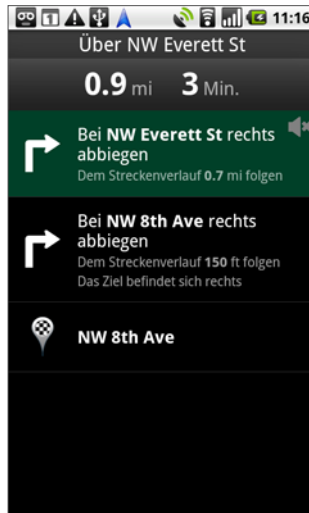 1 11:16
Über NW Everett St
0.9 mi 3 Min.
Bei NW Everett St rechts
abbiegen
Dem Streckenverlauf 0.7 mi folgen
Bei NW 8th Ave rechts
abbiegen
Dem Streckenverlauf 150 ft folgen
Das Ziel befindet sich rechts
NW 8th Ave